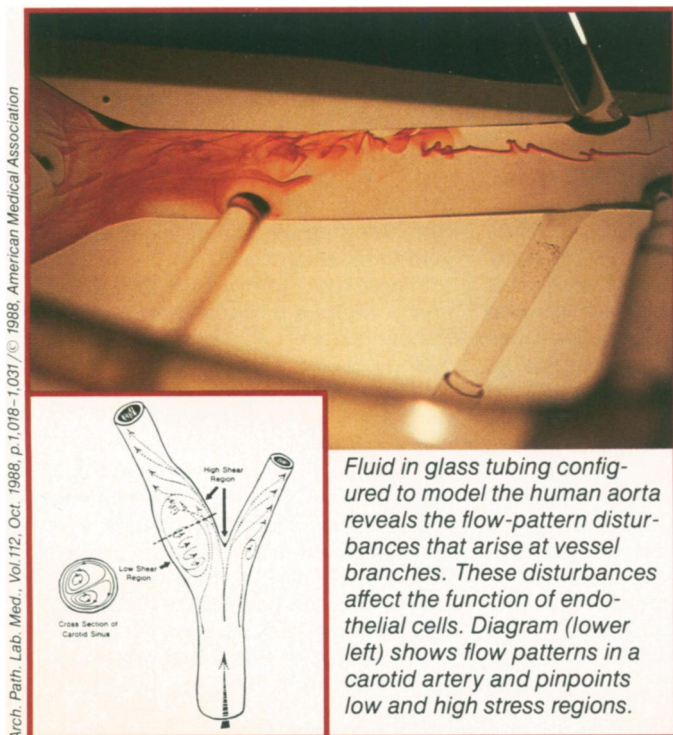 Arch. Path. Lab. Med., Vol.112, Oct. 1988, p.1,018–1,031 / © 1988, American Medical Association
High Shear
Region
Low Shear
Region
Cross Section of
Carotid Sinus
Fluid in glass tubing config-
ured to model the human aorta
reveals the flow-pattern distur-
bances that arise at vessel
branches. These disturbances
affect the function of endo-
thelial cells. Diagram (lower
left) shows flow patterns in a
carotid artery and pinpoints
low and high stress regions.